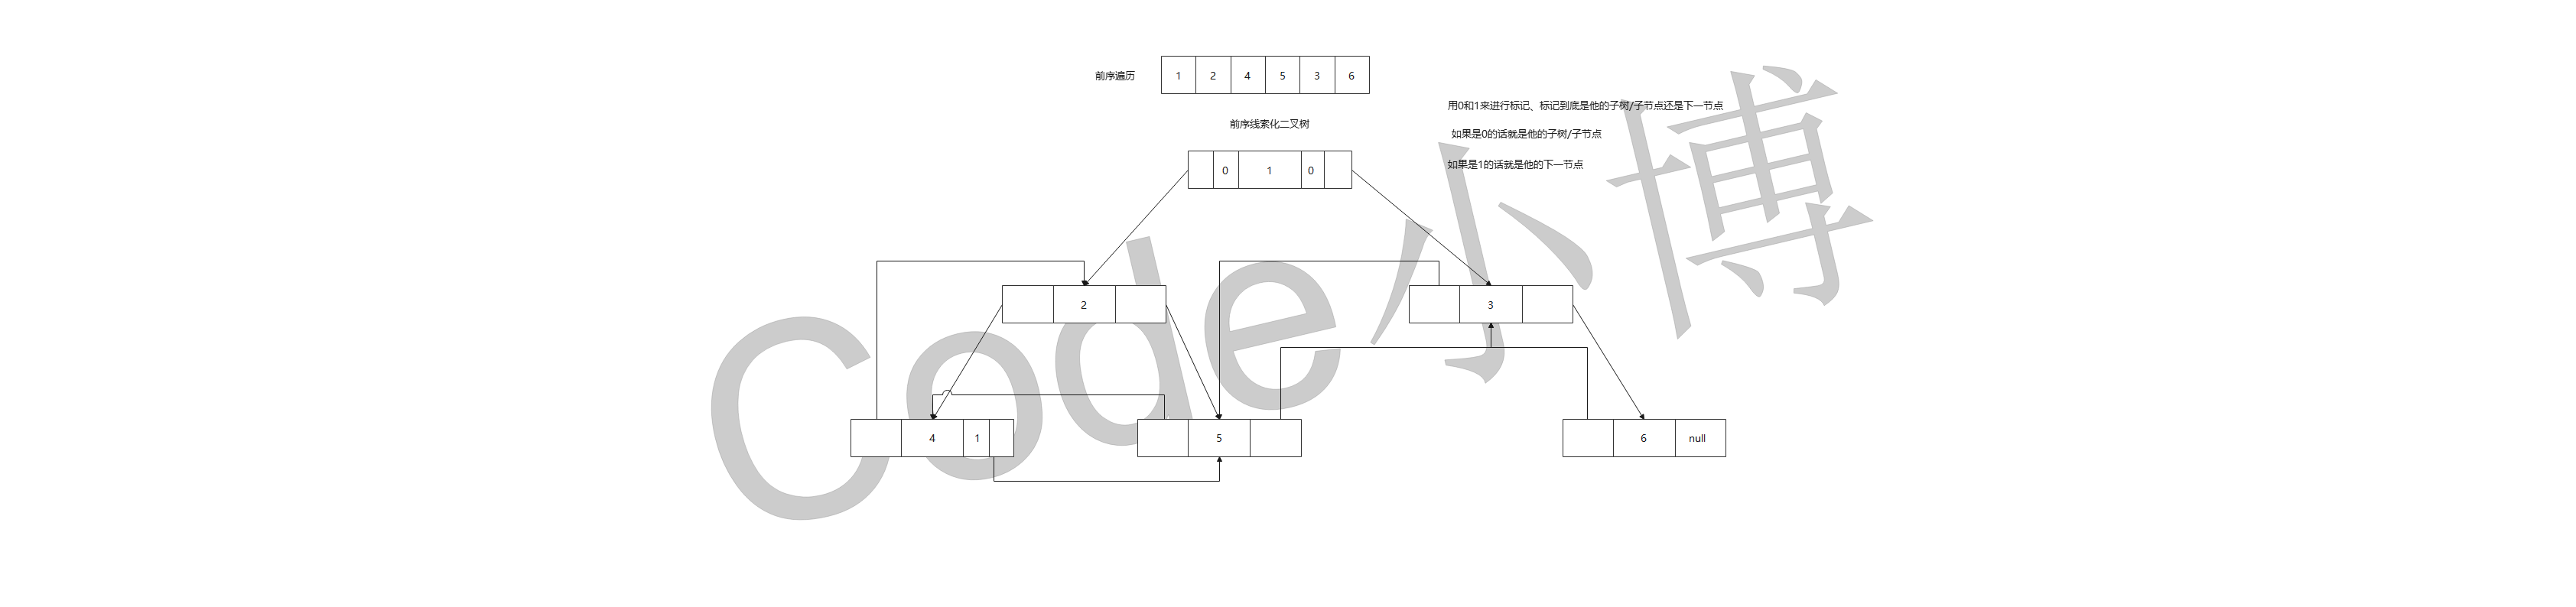 前序遍历 1 2 4 5 3 6
用0和1来进行标记、标记到底是他的子树/子节点还是下一节点
前序线索化二叉树
如果是0的话就是他的子树/子节点
如果是1的话就是他的下一节点
0 1 0
2
3
4 1
5
6 null
Code小博